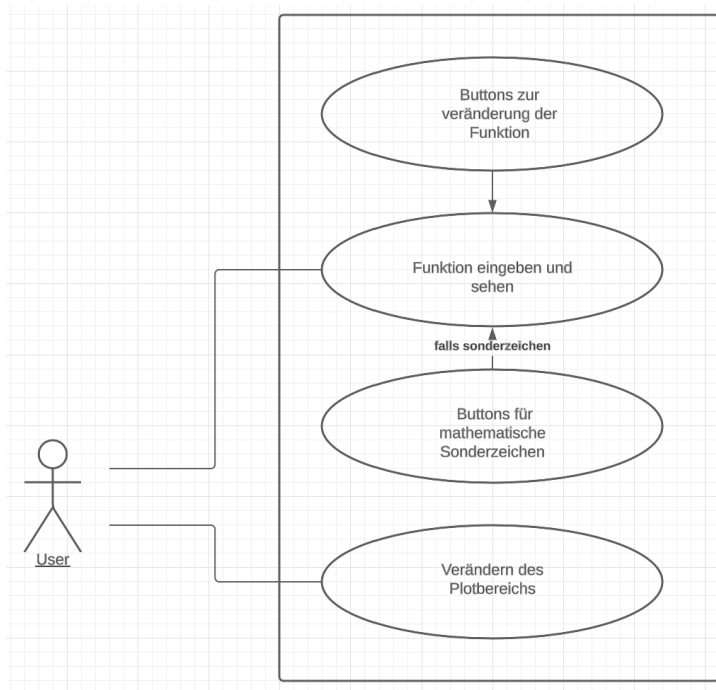 Buttons zur
veränderung der
Funktion
Funktion eingeben und
sehen
falls sonderzeichen
Buttons für
mathematische
Sonderzeichen
User
Verändern des
Plotbereichs